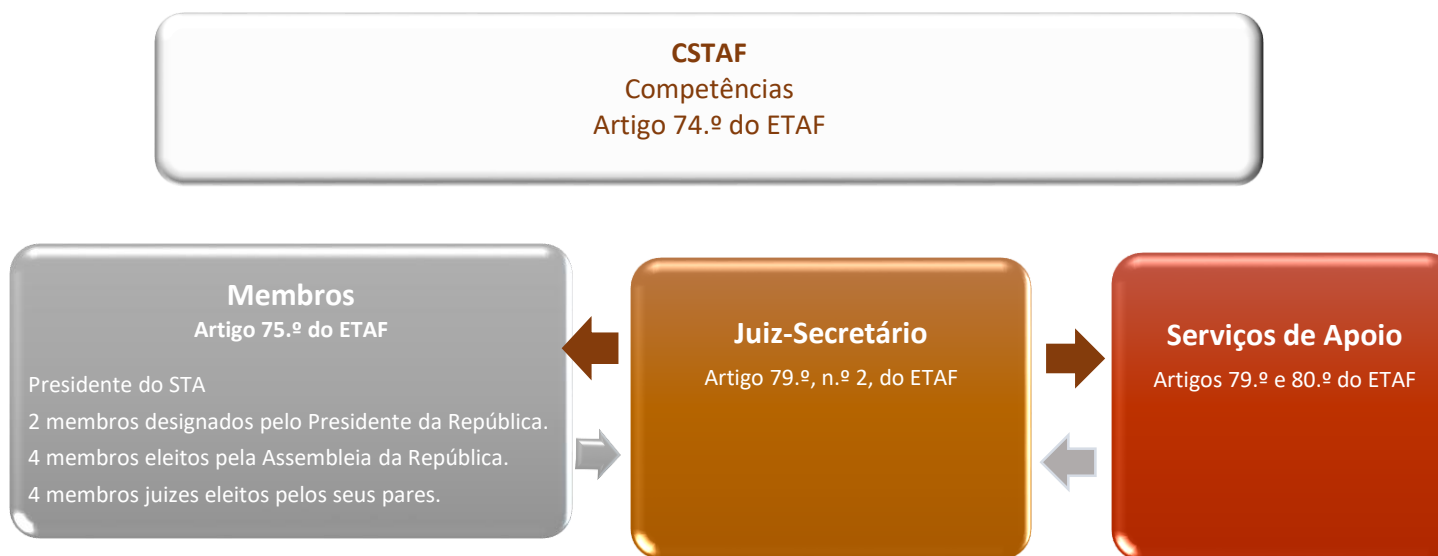 CSTAF
Competências
Artigo 74.º do ETAF
Membros
Artigo 75.º do ETAF
Presidente do STA
2 membros designados pelo Presidente da República.
4 membros eleitos pela Assembleia da República.
4 membros juizes eleitos pelos seus pares.
Juiz-Secretário
Artigo 79.º, n.º 2, do ETAF
Serviços de Apoio
Artigos 79.º e 80.º do ETAF